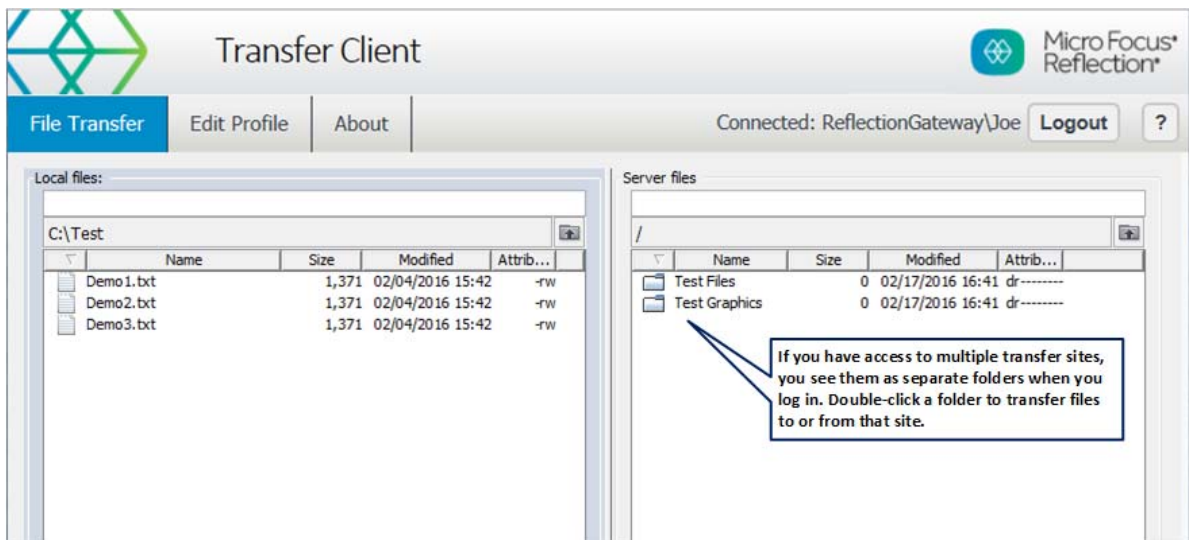 Transfer Client
Micro Focus®
Reflection®
File Transfer Edit Profile About Connected: ReflectionGateway\Joe Logout ?
Local files:
C:\Test
Name Size Modified Attrib...
Demo1.txt 1,371 02/04/2016 15:42 -rw
Demo2.txt 1,371 02/04/2016 15:42 -rw
Demo3.txt 1,371 02/04/2016 15:42 -rw
Server files
/
Name Size Modified Attrib...
Test Files 0 02/17/2016 16:41 dr--------
Test Graphics 0 02/17/2016 16:41 dr--------
If you have access to multiple transfer sites,
you see them as separate folders when you
log in. Double-click a folder to transfer files
to or from that site.